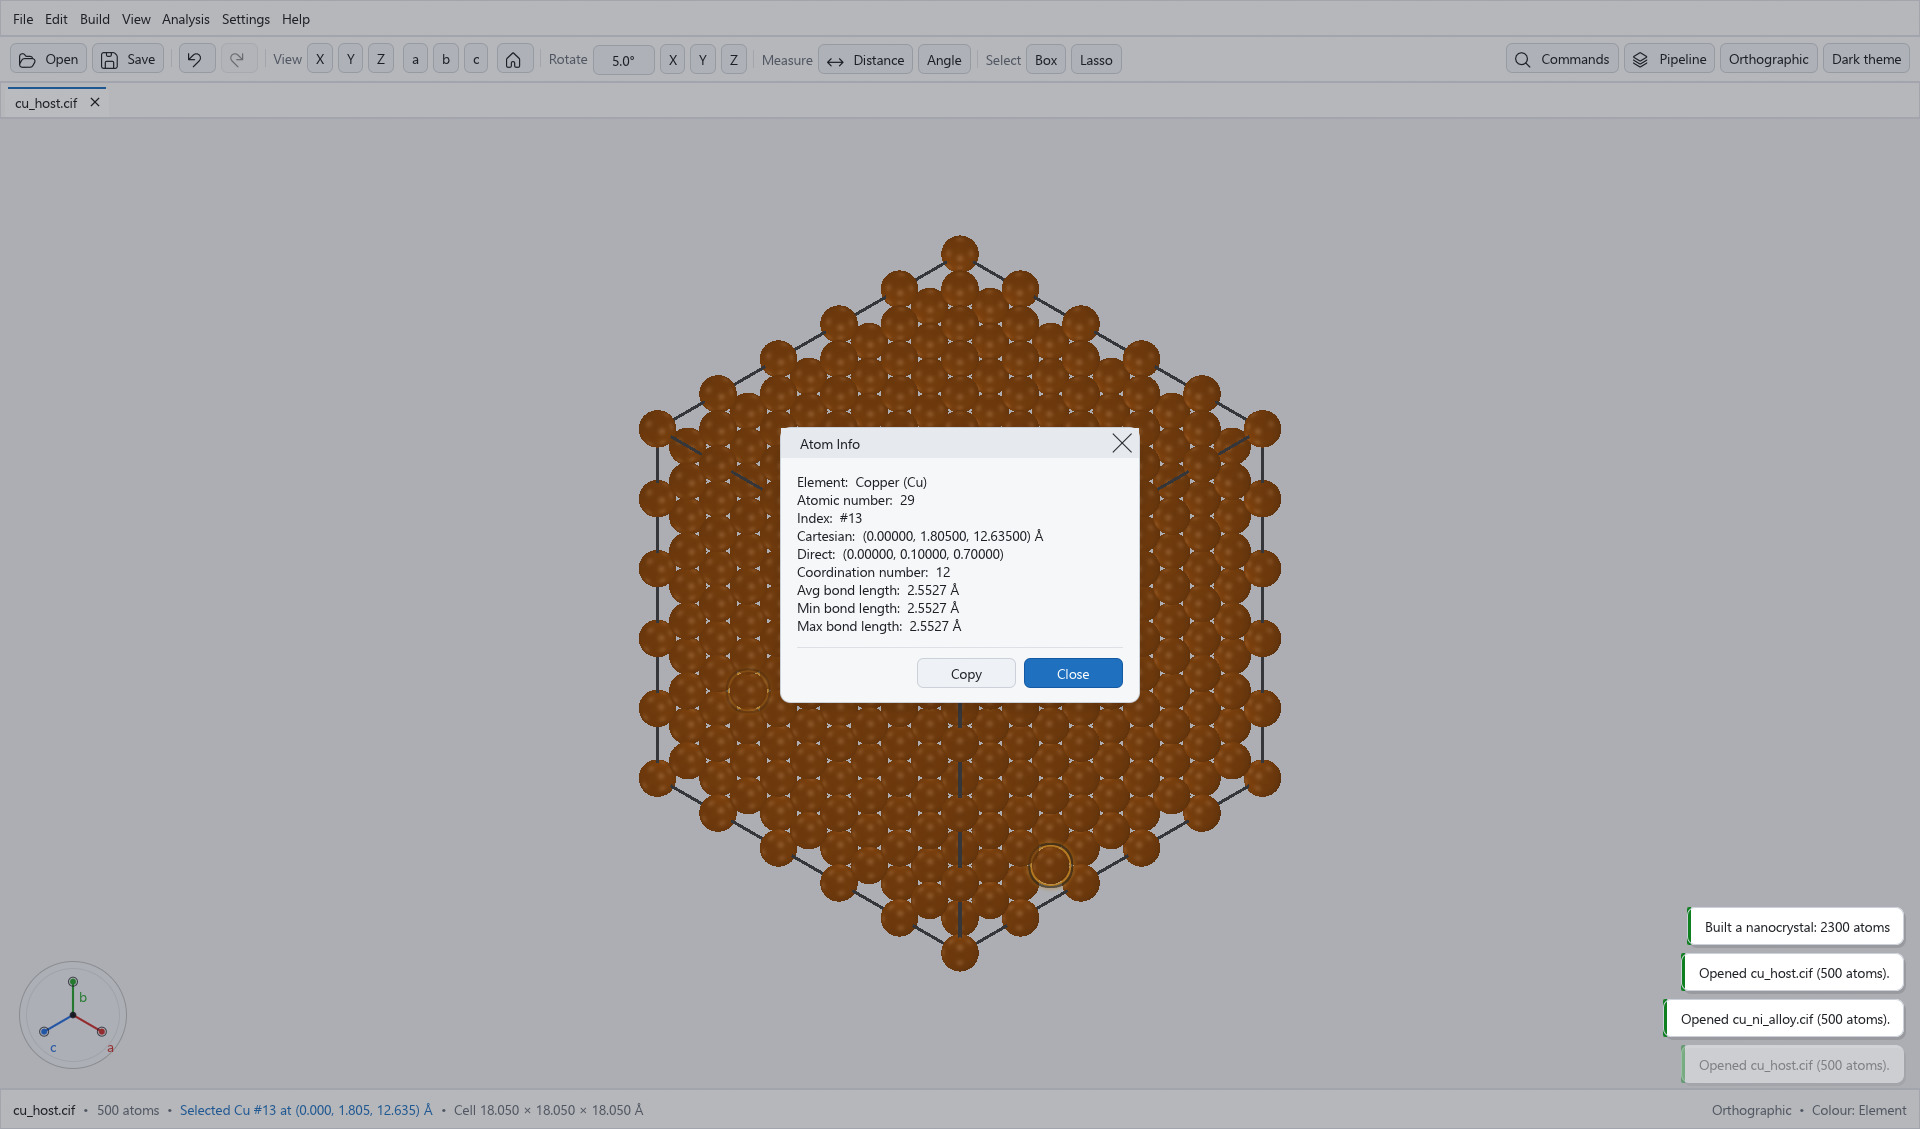 File Edit Build View Analysis Settings Help
Open Save View X Y Z a b c Rotate 5.0° X Y Z Measure Distance Angle Select Box Lasso Commands Pipeline Orthographic Dark theme
cu_host.cif
Atom Info
Element: Copper (Cu)
Atomic number: 29
Index: #13
Cartesian: (0.00000, 1.80500, 12.63500) Å
Direct: (0.00000, 0.10000, 0.70000)
Coordination number: 12
Avg bond length: 2.5527 Å
Min bond length: 2.5527 Å
Max bond length: 2.5527 Å
Copy Close
Built a nanocrystal: 2300 atoms
Opened cu_host.cif (500 atoms).
Opened cu_ni_alloy.cif (500 atoms).
Opened cu_host.cif (500 atoms).
b
c a
cu_host.cif • 500 atoms • Selected Cu #13 at (0.000, 1.805, 12.635) Å • Cell 18.050 × 18.050 × 18.050 Å Orthographic • Colour: Element